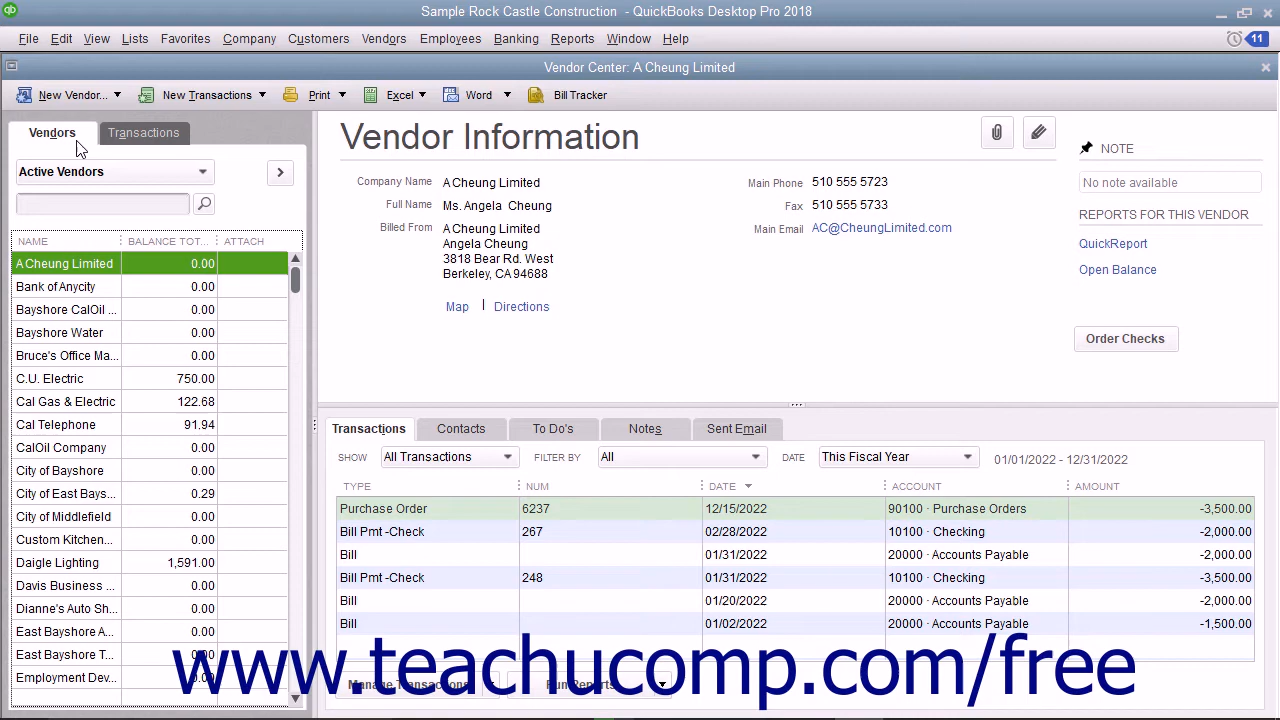 Sample Rock Castle Construction - QuickBooks Desktop Pro 2018
File Edit View Lists Favorites Company Customers Vendors Employees Banking Reports Window Help 11
Vendor Center: A Cheung Limited
New Vendor... New Transactions Print Excel Word Bill Tracker
Vendors Transactions
Active Vendors
NAME BALANCE TOT... ATTACH
A Cheung Limited 0.00
Bank of Anycity 0.00
Bayshore CalOil ... 0.00
Bayshore Water 0.00
Bruce's Office Ma... 0.00
C.U. Electric 750.00
Cal Gas & Electric 122.68
Cal Telephone 91.94
CalOil Company 0.00
City of Bayshore 0.00
City of East Bays... 0.29
City of Middlefield 0.00
Custom Kitchen... 0.00
Daigle Lighting 1,591.00
Davis Business ... 0.00
Dianne's Auto Sh... 0.00
East Bayshore A... 0.00
East Bayshore T... 0.00
Employment Dev...
Vendor Information
Company Name A Cheung Limited
Full Name Ms. Angela Cheung
Billed From A Cheung Limited
Angela Cheung
3818 Bear Rd. West
Berkeley, CA 94688
Map Directions
Main Phone 510 555 5723
Fax 510 555 5733
Main Email AC@CheungLimited.com
NOTE
No note available
REPORTS FOR THIS VENDOR
QuickReport
Open Balance
Order Checks
Transactions Contacts To Do's Notes Sent Email
SHOW All Transactions FILTER BY All DATE This Fiscal Year 01/01/2022 - 12/31/2022
TYPE NUM DATE ACCOUNT AMOUNT
Purchase Order 6237 12/15/2022 90100 · Purchase Orders -3,500.00
Bill Pmt -Check 267 02/28/2022 10100 · Checking -2,000.00
Bill 01/31/2022 20000 · Accounts Payable -2,000.00
Bill Pmt -Check 248 01/31/2022 10100 · Checking -3,500.00
Bill 01/20/2022 20000 · Accounts Payable -2,000.00
Bill 01/02/2022 20000 · Accounts Payable -1,500.00
Manage Transactions Run Reports
www.teachucomp.com/free